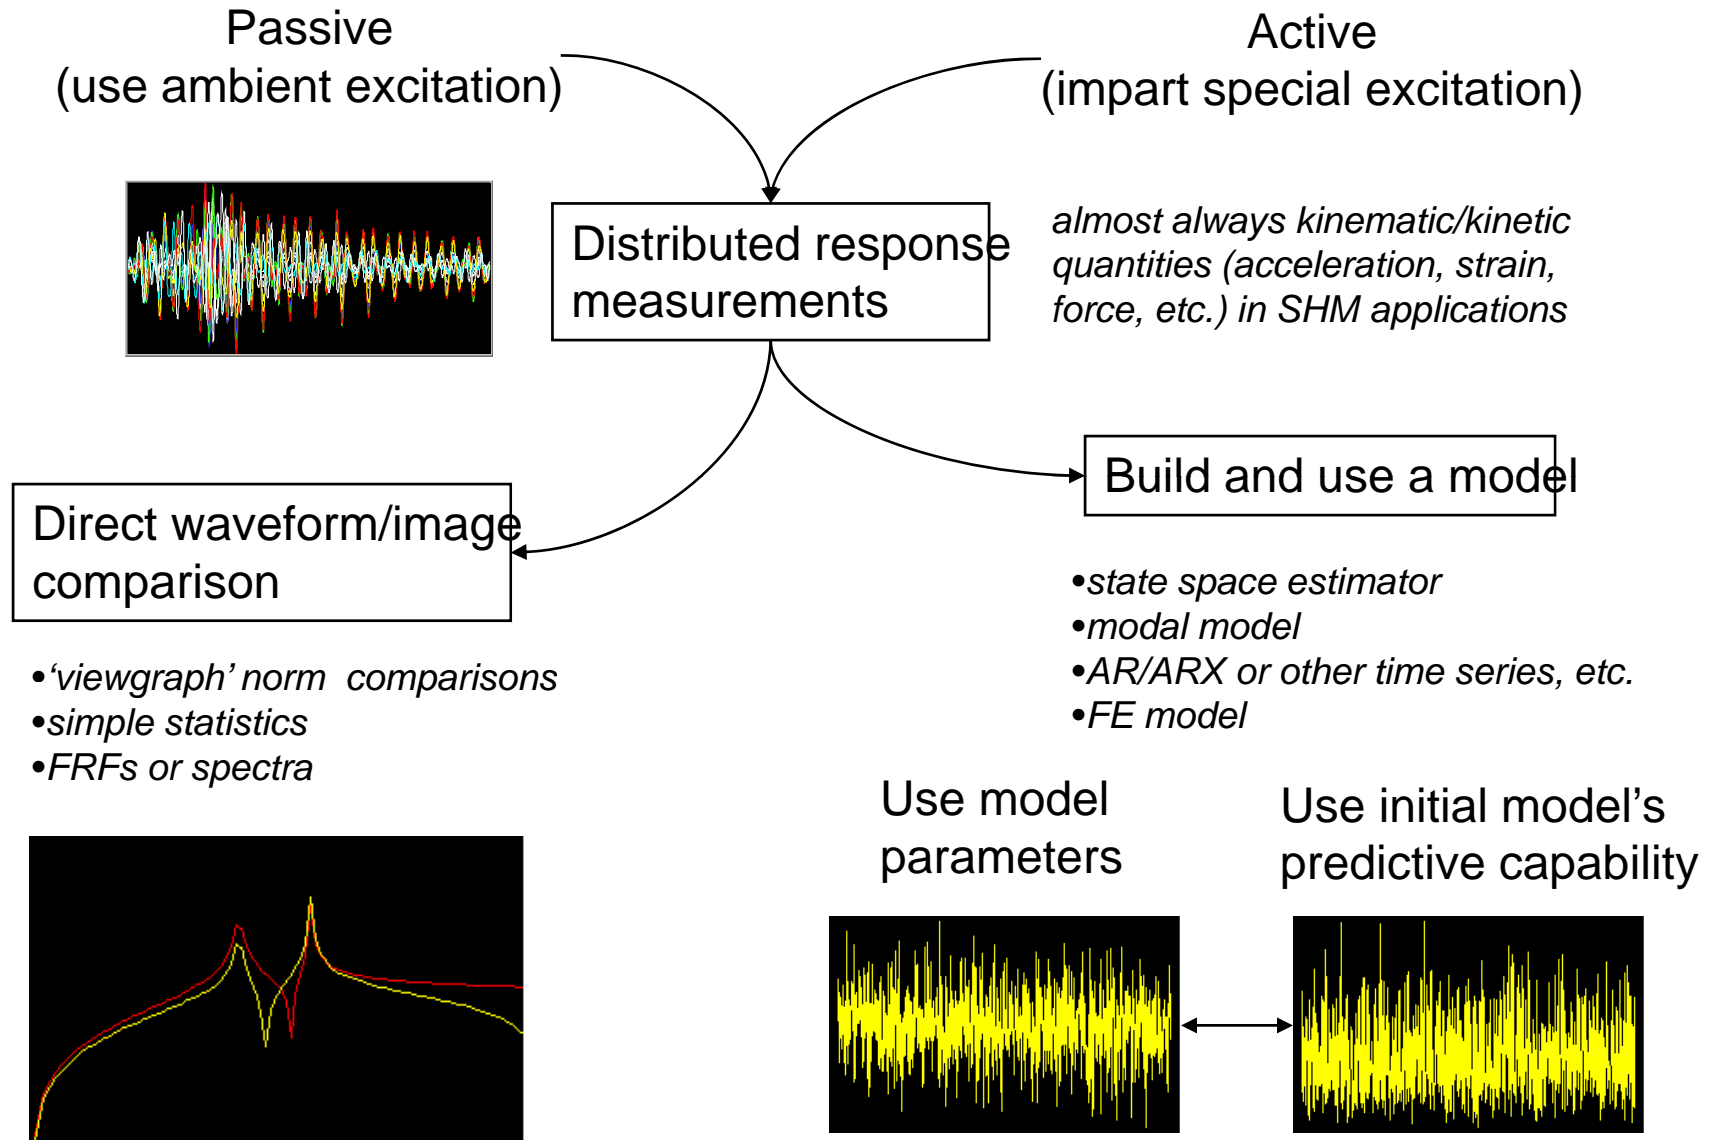 Passive
(use ambient excitation)
Active
(impart special excitation)
Distributed response
measurements
almost always kinematic/kinetic
quantities (acceleration, strain,
force, etc.) in SHM applications
Direct waveform/image
comparison
Build and use a model
•‘viewgraph’ norm  comparisons
•simple statistics
•FRFs or spectra
•state space estimator
•modal model
•AR/ARX or other time series, etc.
•FE model
Use model
parameters
Use initial model’s
predictive capability